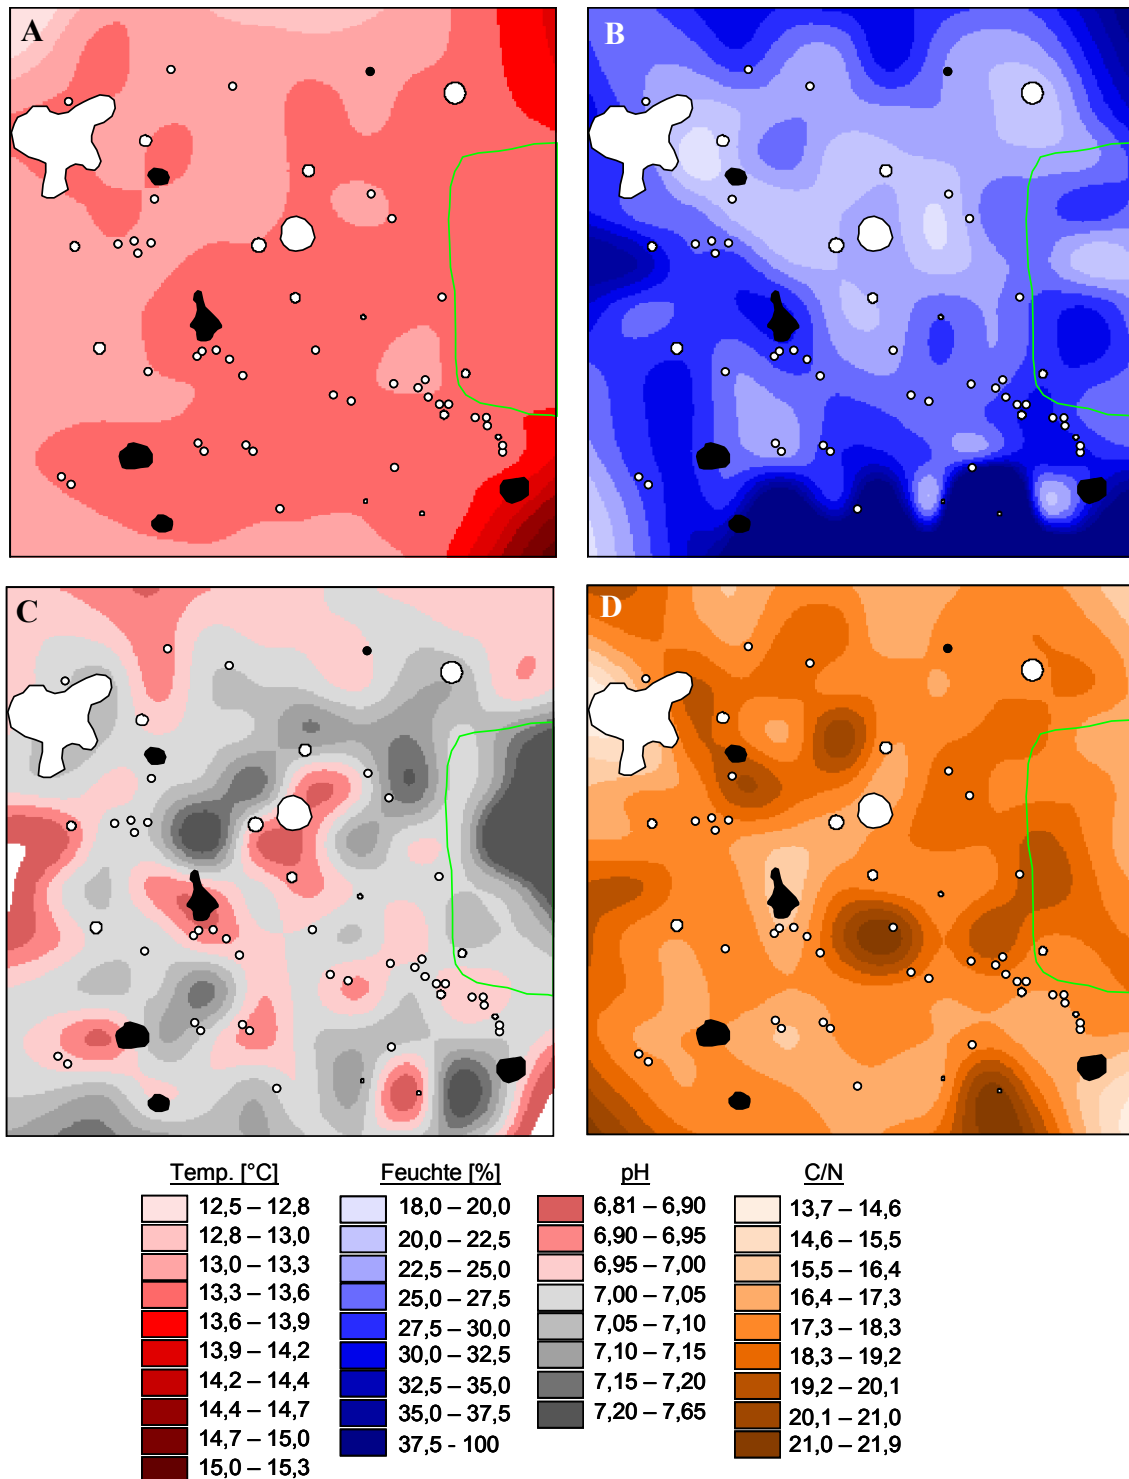 A B
C D
Temp. [°C] Feuchte [%] pH C/N
12,5 – 12,8 18,0 – 20,0 6,81 – 6,90 13,7 – 14,6
12,8 – 13,0 20,0 – 22,5 6,90 – 6,95 14,6 – 15,5
13,0 – 13,3 22,5 – 25,0 6,95 – 7,00 15,5 – 16,4
13,3 – 13,6 25,0 – 27,5 7,00 – 7,05 16,4 – 17,3
13,6 – 13,9 27,5 – 30,0 7,05 – 7,10 17,3 – 18,3
13,9 – 14,2 30,0 – 32,5 7,10 – 7,15 18,3 – 19,2
14,2 – 14,4 32,5 – 35,0 7,15 – 7,20 19,2 – 20,1
14,4 – 14,7 35,0 – 37,5 7,20 – 7,65 20,1 – 21,0
14,7 – 15,0 37,5 - 100 21,0 – 21,9
15,0 – 15,3